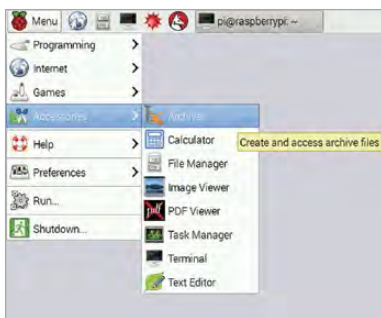 Menu pi@raspberrypi: ~
Programming
Internet
Games
Accessories
Help
Preferences
Run...
Shutdown...
Archiver
Calculator
File Manager
Image Viewer
PDF Viewer
Task Manager
Terminal
Text Editor
Create and access archive files